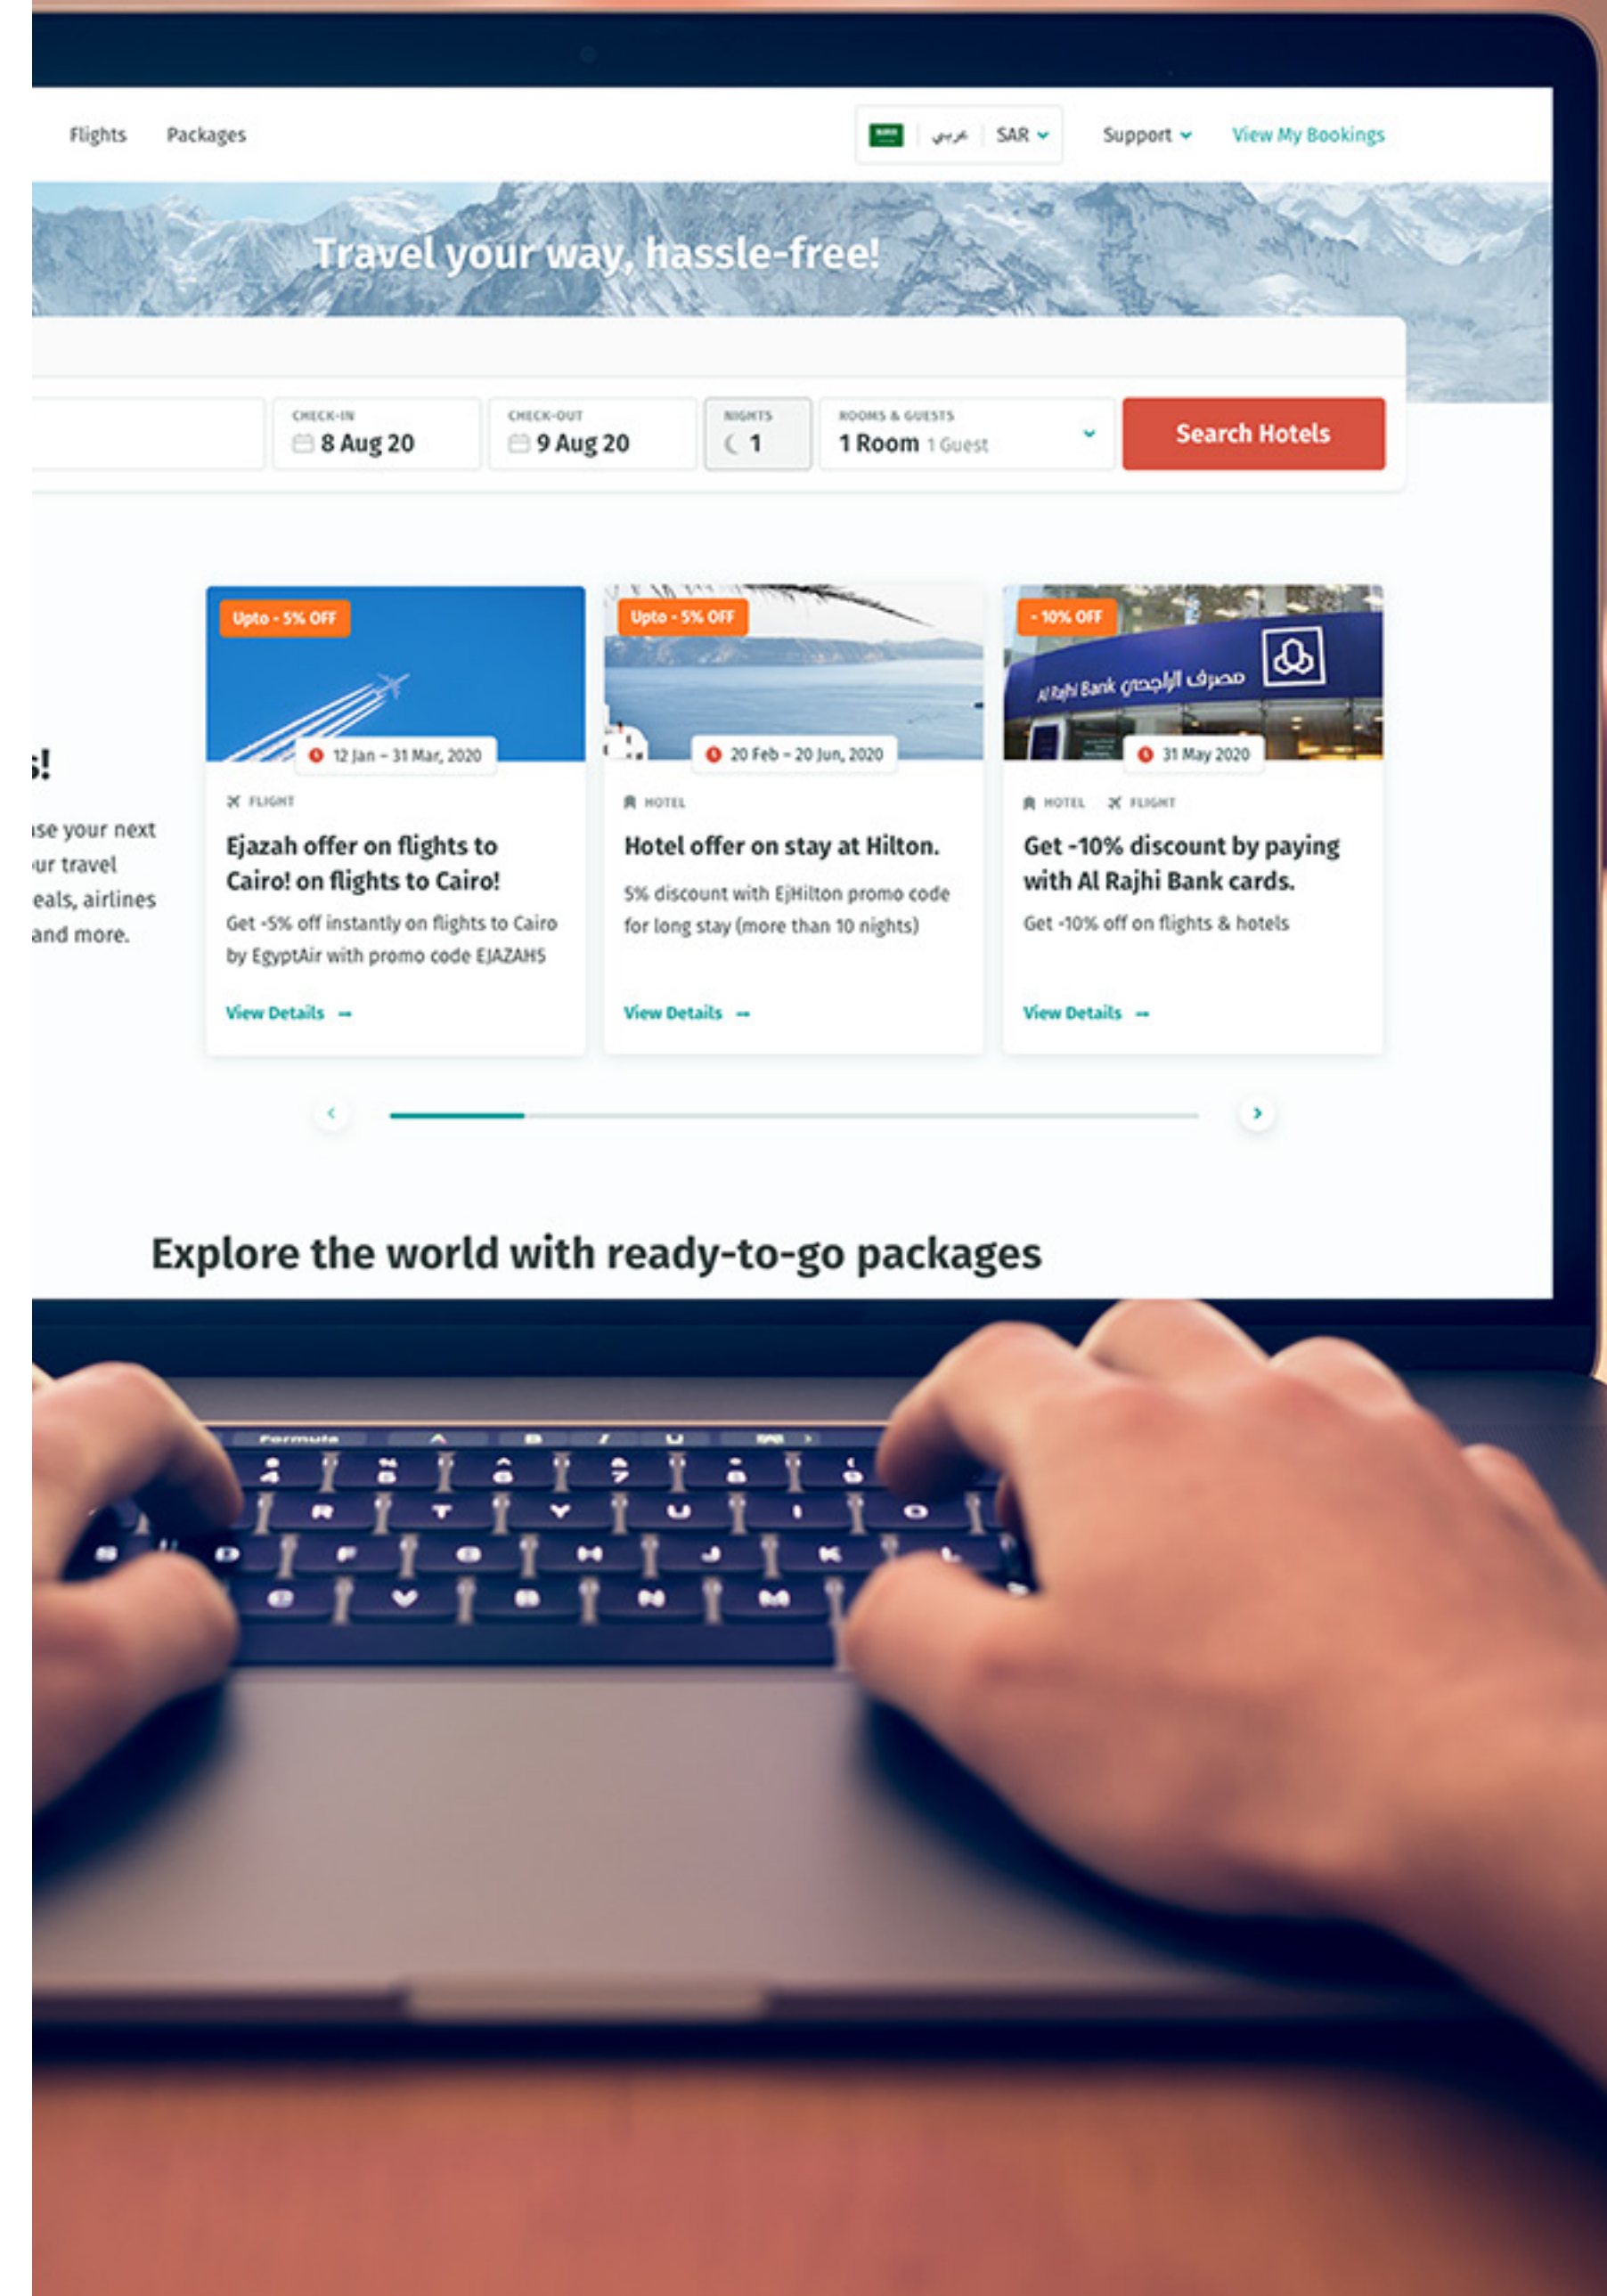 Flights Packages عربي SAR Support View My Bookings
Travel your way, hassle-free!
CHECK-IN
8 Aug 20
CHECK-OUT
9 Aug 20
NIGHTS
1
ROOMS & GUESTS
1 Room 1 Guest
Search Hotels
s!
ase your next
ur travel
eals, airlines
and more.
Upto - 5% OFF
12 Jan – 31 Mar, 2020
FLIGHT
Ejazah offer on flights to
Cairo! on flights to Cairo!
Get -5% off instantly on flights to Cairo
by EgyptAir with promo code EJAZAH5
View Details
Upto - 5% OFF
20 Feb – 20 Jun, 2020
HOTEL
Hotel offer on stay at Hilton.
5% discount with EjHilton promo code
for long stay (more than 10 nights)
View Details
- 10% OFF
Al Rajhi Bank مصرف الراجحي
31 May 2020
HOTEL FLIGHT
Get -10% discount by paying
with Al Rajhi Bank cards.
Get -10% off on flights & hotels
View Details
Explore the world with ready-to-go packages
4 5 6 7 8 9
R T Y U I O
S D F G H J K L
C V B N M